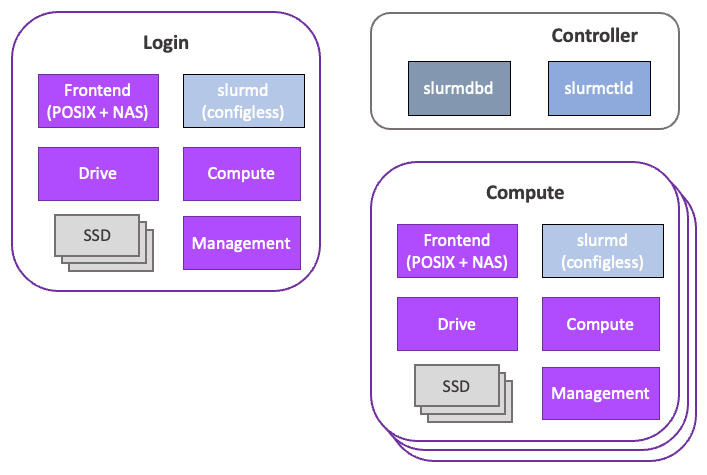 Login
Frontend
(POSIX + NAS)
slurmd
(configless)
Drive
Compute
SSD
Management
Controller
slurmdbd
slurmctld
Compute
Frontend
(POSIX + NAS)
slurmd
(configless)
Drive
Compute
SSD
Management